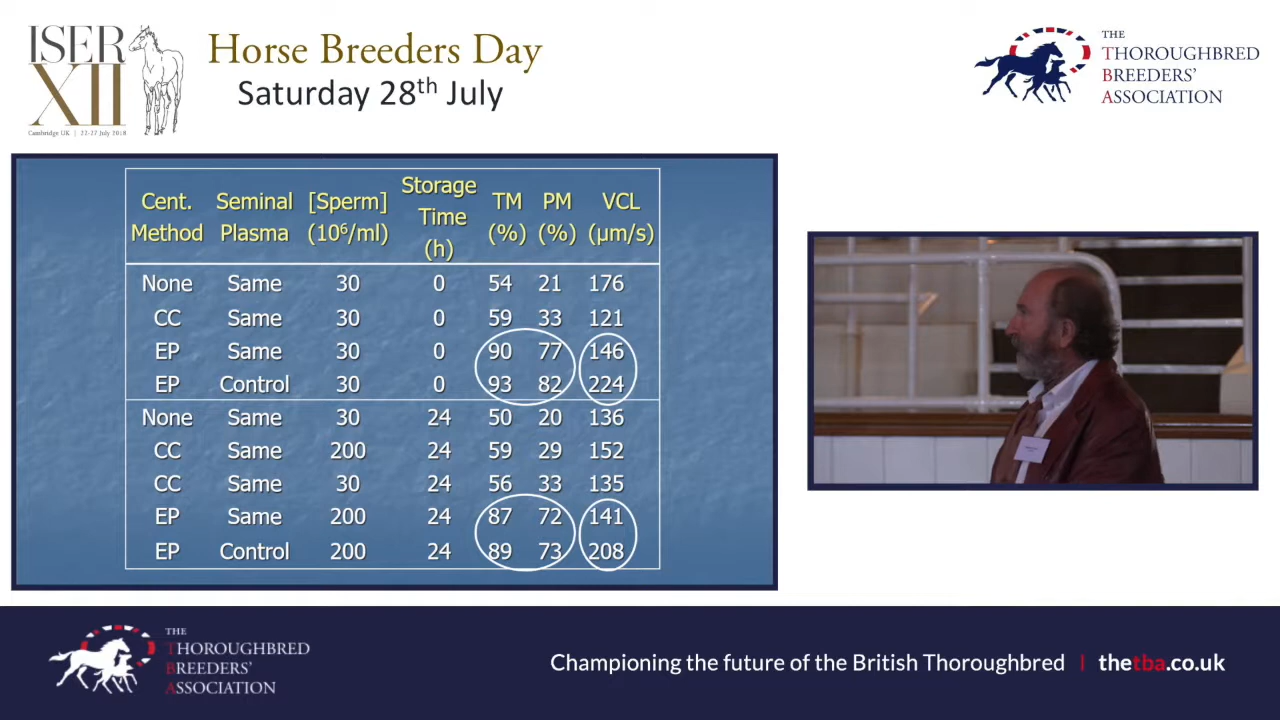 ISER
XII
Cambridge UK | 22-27 July 2018
Horse Breeders Day
Saturday 28th July
THE
THOROUGHBRED
BREEDERS'
ASSOCIATION
Cent. Method Seminal Plasma [Sperm] (10⁶/ml) Storage Time (h) TM (%) PM (%) VCL (µm/s)
None Same 30 0 54 21 176
CC Same 30 0 59 33 121
EP Same 30 0 90 77 146
EP Control 30 0 93 82 224
None Same 30 24 50 20 136
CC Same 200 24 59 29 152
CC Same 30 24 56 33 135
EP Same 200 24 87 72 141
EP Control 200 24 89 73 208
THE
THOROUGHBRED
BREEDERS'
ASSOCIATION
Championing the future of the British Thoroughbred | thetba.co.uk